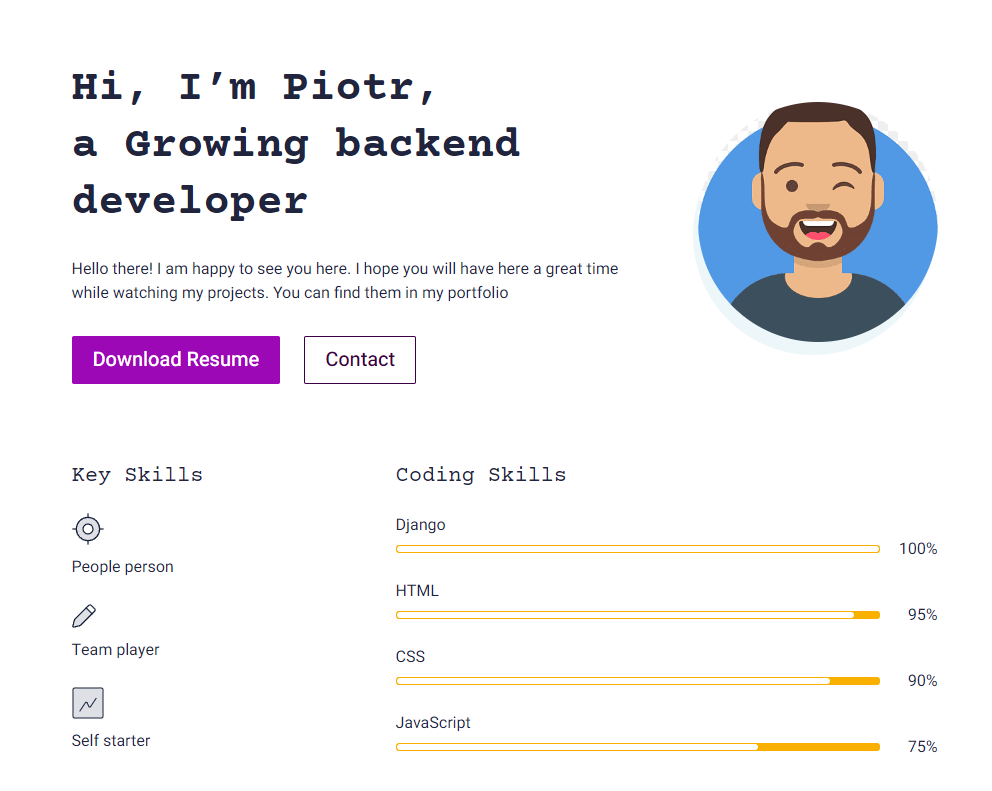 Hi, I’m Piotr,
a Growing backend
developer
Hello there! I am happy to see you here. I hope you will have here a great time
while watching my projects. You can find them in my portfolio
Download Resume
Contact
Key Skills
People person
Team player
Self starter
Coding Skills
Django
100%
HTML
95%
CSS
90%
JavaScript
75%